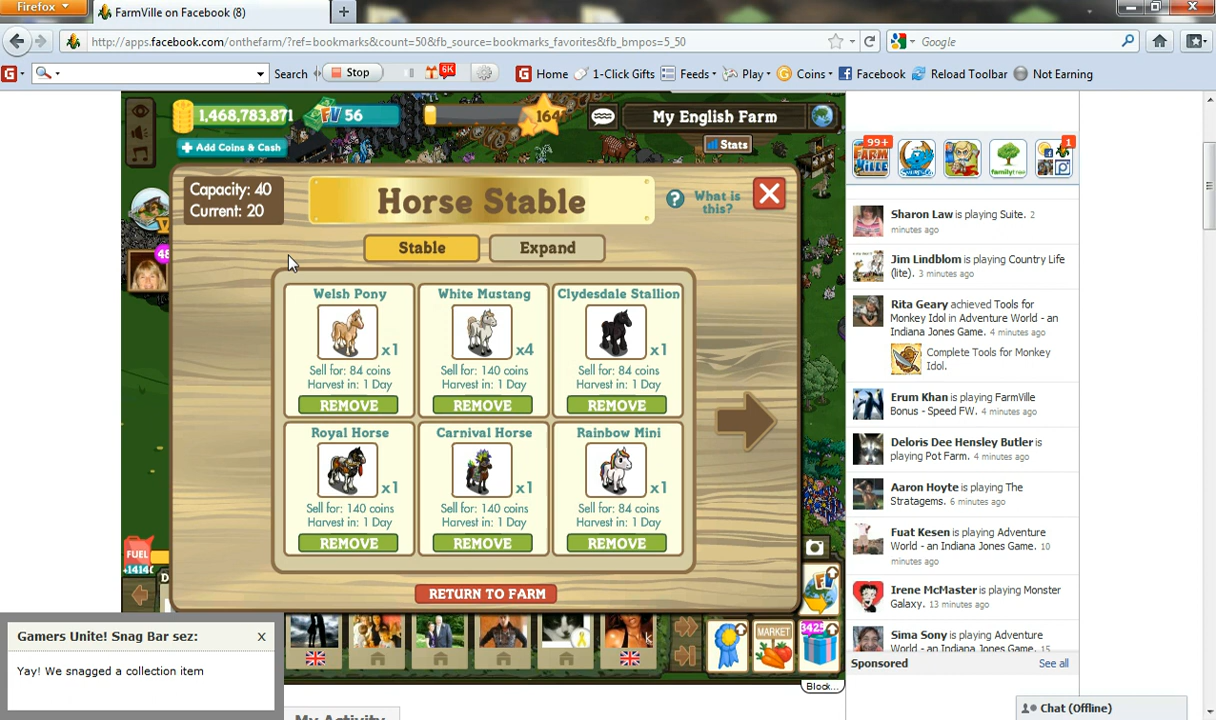 Firefox
FarmVille on Facebook (8)
http://apps.facebook.com/onthefarm/?ref=bookmarks&count=50&fb_source=bookmarks_favorites&fb_bmpos=5_50
Google
Search
Stop
6K
Home
1-Click Gifts
Feeds
Play
Coins
Facebook
Reload Toolbar
Not Earning
1,468,783,871
FV 56
164
My English Farm
Add Coins & Cash
Stats
Capacity: 40
Current: 20
Horse Stable
What is
this?
Stable
Expand
Welsh Pony
x1
Sell for: 84 coins
Harvest in: 1 Day
REMOVE
White Mustang
x4
Sell for: 140 coins
Harvest in: 1 Day
REMOVE
Clydesdale Stallion
x1
Sell for: 84 coins
Harvest in: 1 Day
REMOVE
Royal Horse
x1
Sell for: 140 coins
Harvest in: 1 Day
REMOVE
Carnival Horse
x1
Sell for: 140 coins
Harvest in: 1 Day
REMOVE
Rainbow Mini
x1
Sell for: 84 coins
Harvest in: 1 Day
REMOVE
RETURN TO FARM
FUEL
MARKET
3425
Block...
99+
FARM
VILLE
familytree
1
Sharon Law is playing Suite. 2
minutes ago
Jim Lindblom is playing Country Life
(lite). 3 minutes ago
Rita Geary achieved Tools for
Monkey Idol in Adventure World - an
Indiana Jones Game. 4 minutes ago
Complete Tools for Monkey
Idol.
Erum Khan is playing FarmVille
Bonus - Speed FW. 4 minutes ago
Deloris Dee Hensley Butler is
playing Pot Farm. 4 minutes ago
Aaron Hoyte is playing The
Stratagems. 6 minutes ago
Fuat Kesen is playing Adventure
World - an Indiana Jones Game. 10
minutes ago
Irene McMaster is playing Monster
Galaxy. 13 minutes ago
Sima Sony is playing Adventure
World - an Indiana Jones Game. 15
Sponsored
See all
Chat (Offline)
Gamers Unite! Snag Bar sez:
X
Yay! We snagged a collection item
My Activity